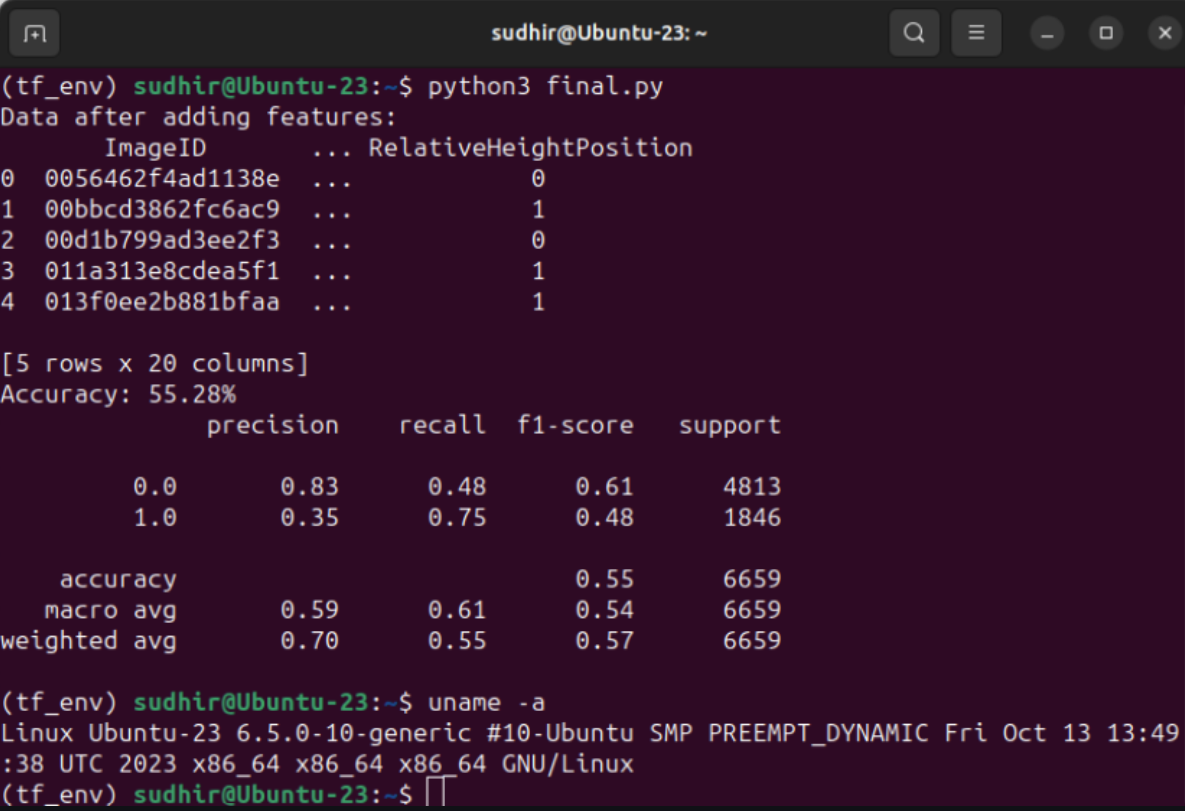 sudhir@Ubuntu-23: ~
(tf_env) sudhir@Ubuntu-23:~$ python3 final.py
Data after adding features:
       ImageID       ... RelativeHeightPosition
0  0056462f4ad1138e  ...                      0
1  00bbcd3862fc6ac9  ...                      1
2  00d1b799ad3ee2f3  ...                      0
3  011a313e8cdea5f1  ...                      1
4  013f0ee2b881bfaa  ...                      1
[5 rows x 20 columns]
Accuracy: 55.28%
              precision    recall  f1-score   support
         0.0       0.83      0.48      0.61      4813
         1.0       0.35      0.75      0.48      1846
    accuracy                           0.55      6659
   macro avg       0.59      0.61      0.54      6659
weighted avg       0.70      0.55      0.57      6659
(tf_env) sudhir@Ubuntu-23:~$ uname -a
Linux Ubuntu-23 6.5.0-10-generic #10-Ubuntu SMP PREEMPT_DYNAMIC Fri Oct 13 13:49
:38 UTC 2023 x86_64 x86_64 x86_64 GNU/Linux
(tf_env) sudhir@Ubuntu-23:~$